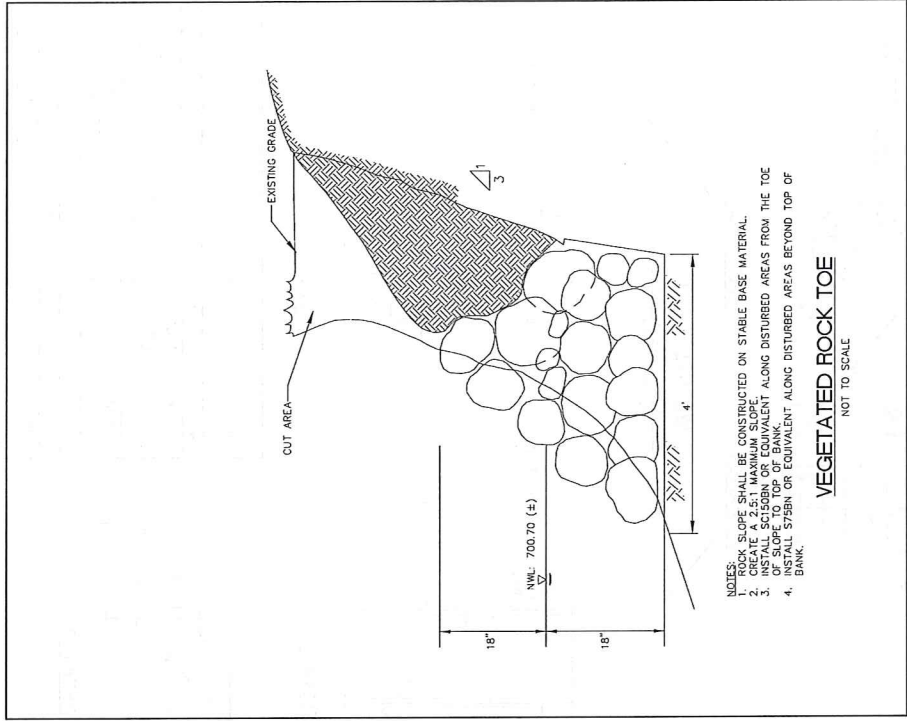 EXISTING GRADE
CUT AREA
1
3
NWL: 700.70 (±)
18"
18"
4'
NOTES:
1. ROCK SLOPE SHALL BE CONSTRUCTED ON STABLE BASE MATERIAL.
2. CREATE A 2.5:1 MAXIMUM SLOPE.
3. INSTALL SC150BN OR EQUIVALENT ALONG DISTURBED AREAS FROM THE TOE
OF SLOPE TO TOP OF BANK.
4. INSTALL S75BN OR EQUIVALENT ALONG DISTURBED AREAS BEYOND TOP OF
BANK.
VEGETATED ROCK TOE
NOT TO SCALE